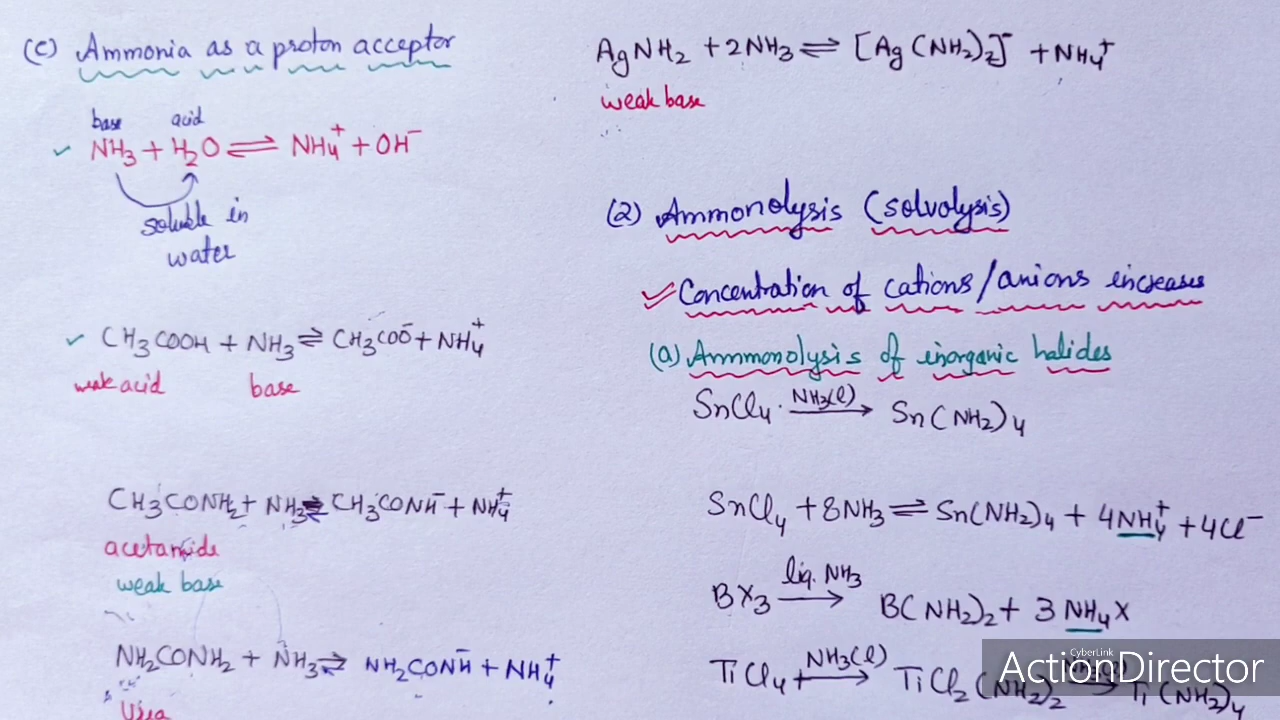 (c) Ammonia as a proton acceptor
base acid
✓ NH₃ + H₂O ⇌ NH₄⁺ + OH⁻
soluble in
water
✓ CH₃COOH + NH₃ ⇌ CH₃COO⁻ + NH₄⁺
weak acid base
CH₃CONH₂ + NH₃ ⇌ CH₃CONH⁻ + NH₄⁺
acetamide
weak base
NH₂CONH₂ + NH₃ ⇌ NH₂CONH⁻ + NH₄⁺
Urea
AgNH₂ + 2NH₃ ⇌ [Ag(NH₂)₂]⁻ + NH₄⁺
weak base
(2) Ammonolysis (solvolysis)
✓ Concentration of cations/anions increases
(a) Ammonolysis of inorganic halides
SnCl₄ NH₃(l) → Sn(NH₂)₄
SnCl₄ + 8NH₃ ⇌ Sn(NH₂)₄ + 4NH₄⁺ + 4Cl⁻
BX₃ liq. NH₃ → B(NH₂)₂ + 3NH₄X
TiCl₄ NH₃(l) → TiCl₂(NH₂)₂ → Ti(NH₂)₄
CyberLink
ActionDirector